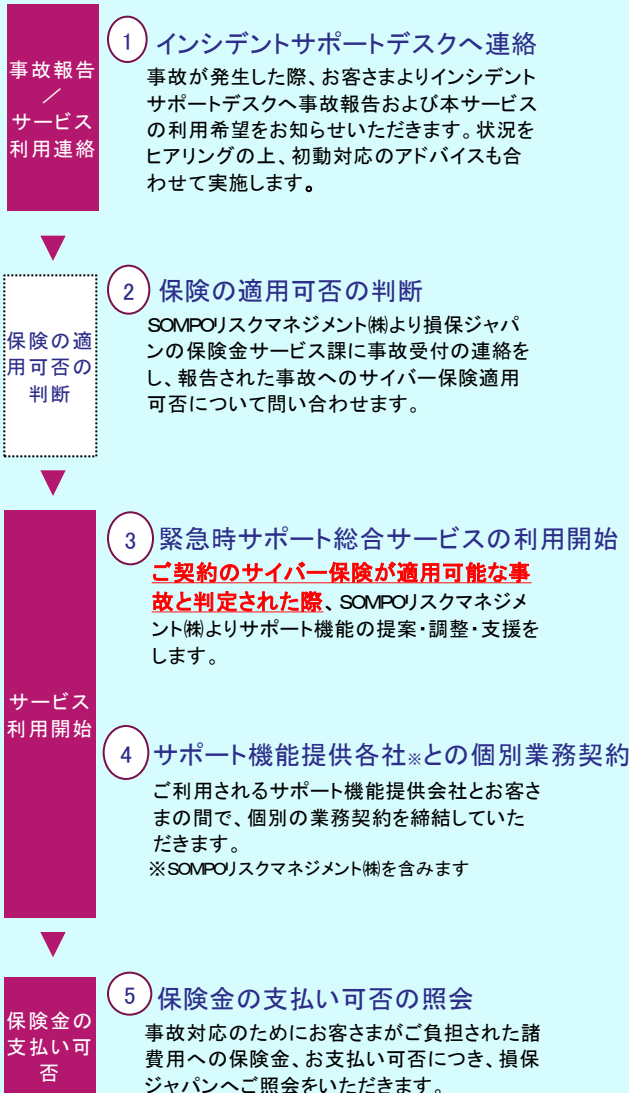 事故報告
／
サービス
利用連絡
1 インシデントサポートデスクへ連絡
事故が発生した際、お客さまよりインシデント
サポートデスクへ事故報告および本サービス
の利用希望をお知らせいただきます。状況を
ヒアリングの上、初動対応のアドバイスも合
わせて実施します。
保険の適
用可否の
判断
2 保険の適用可否の判断
SOMPOリスクマネジメント㈱より損保ジャパ
ンの保険金サービス課に事故受付の連絡を
し、報告された事故へのサイバー保険適用
可否について問い合わせます。
サービス
利用開始
3 緊急時サポート総合サービスの利用開始
ご契約のサイバー保険が適用可能な事
故と判定された際、SOMPOリスクマネジメ
ント㈱よりサポート機能の提案・調整・支援を
します。
4 サポート機能提供各社※との個別業務契約
ご利用されるサポート機能提供会社とお客さ
まの間で、個別の業務契約を締結していた
だきます。
※SOMPOリスクマネジメント㈱を含みます
保険金の
支払い可
否
5 保険金の支払い可否の照会
事故対応のためにお客さまがご負担された諸
費用への保険金、お支払い可否につき、損保
ジャパンへご照会をいただきます。